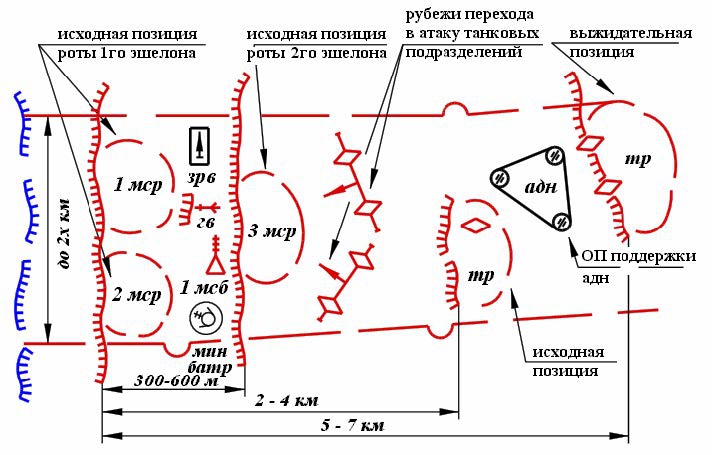 исходная позиция
роты 1го эшелона
исходная позиция
роты 2го эшелона
рубежи перехода
в атаку танковых
подразделений
выжидательная
позиция
1 мср
зрв
гв
3 мср
адн
тр
до 2х км
2 мср
1 мсб
тр
ОП поддержки
адн
мин
батр
исходная
позиция
300-600 м
2 - 4 км
5 - 7 км